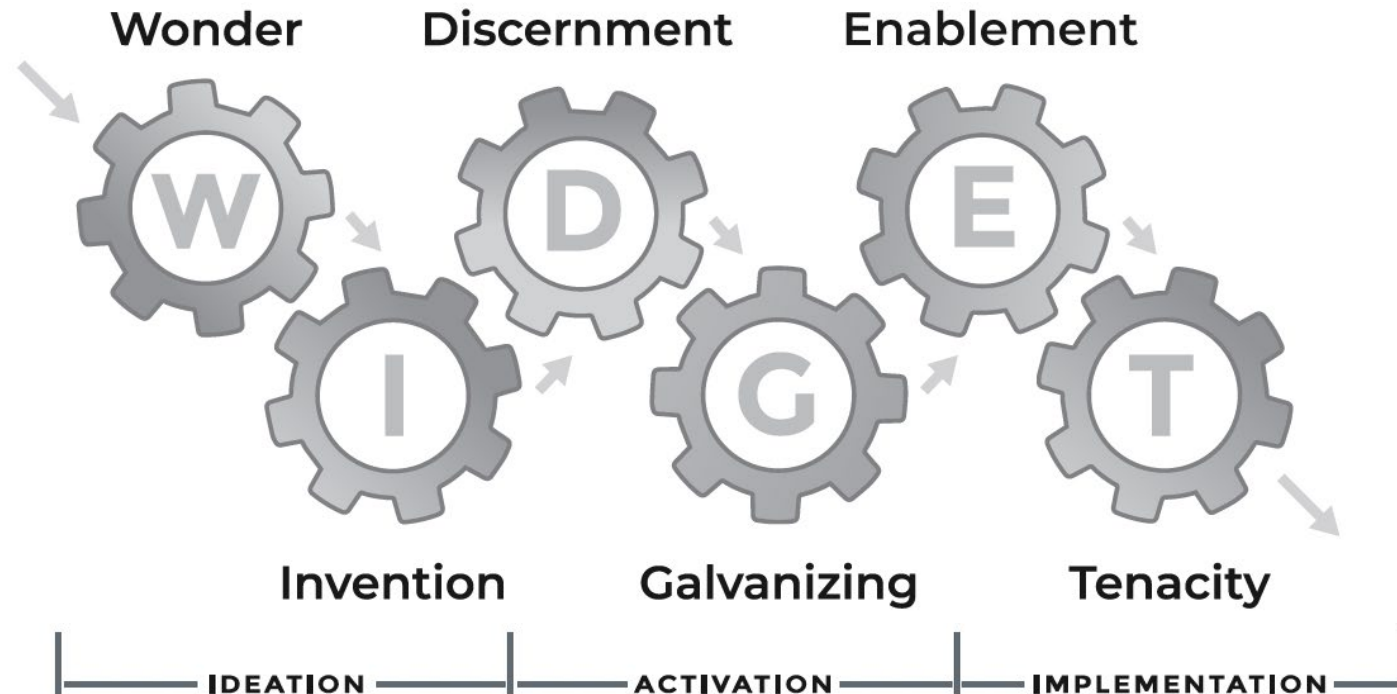 Wonder Discernment Enablement
W D E
I G T
Invention Galvanizing Tenacity
IDEATION ACTIVATION IMPLEMENTATION